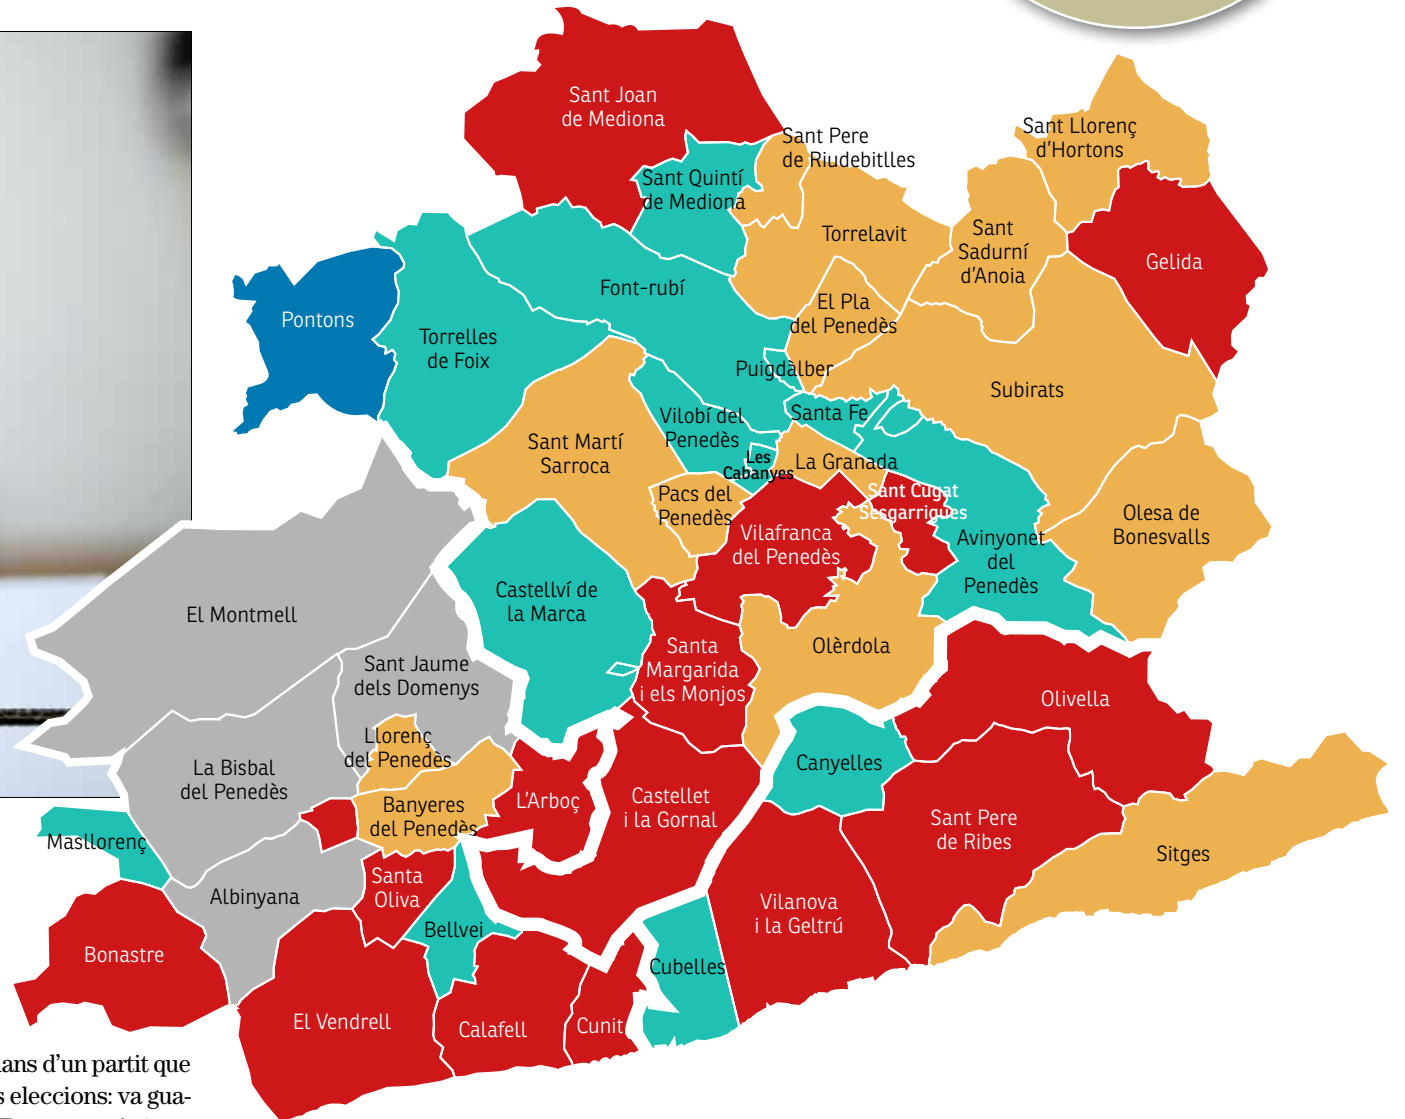 Sant Joan
de Mediona
Sant Pere
de Riudebitlles
Sant Llorenç
d'Hortons
Sant Quintí
de Mediona
Torrelavit
Sant
Sadurní
d'Anoia
Gelida
Font-rubí
El Pla
del Penedès
Pontons
Torrelles
de Foix
Puigdàlber
Subirats
Santa Fe
Vilobí del
Penedès
Sant Martí
Sarroca
Les
Cabanyes
La Granada
Pacs del
Penedès
Sant Cugat
Sesgarrigues
Vilafranca
del Penedès
Olesa de
Bonesvalls
Avinyonet
del
Penedès
Castellví de
la Marca
El Montmell
Santa
Margarida
i els Monjos
Olèrdola
Sant Jaume
dels Domenys
Olivella
Llorenç
del Penedès
La Bisbal
del Penedès
Canyelles
Banyeres
del Penedès
L'Arboç
Castellet
i la Gornal
Sant Pere
de Ribes
Sitges
Masllorenç
Santa
Oliva
Albinyana
Vilanova
i la Geltrú
Bellvei
Bonastre
Cubelles
El Vendrell
Calafell
Cunit
d'un partit que
eleccions: va gua-